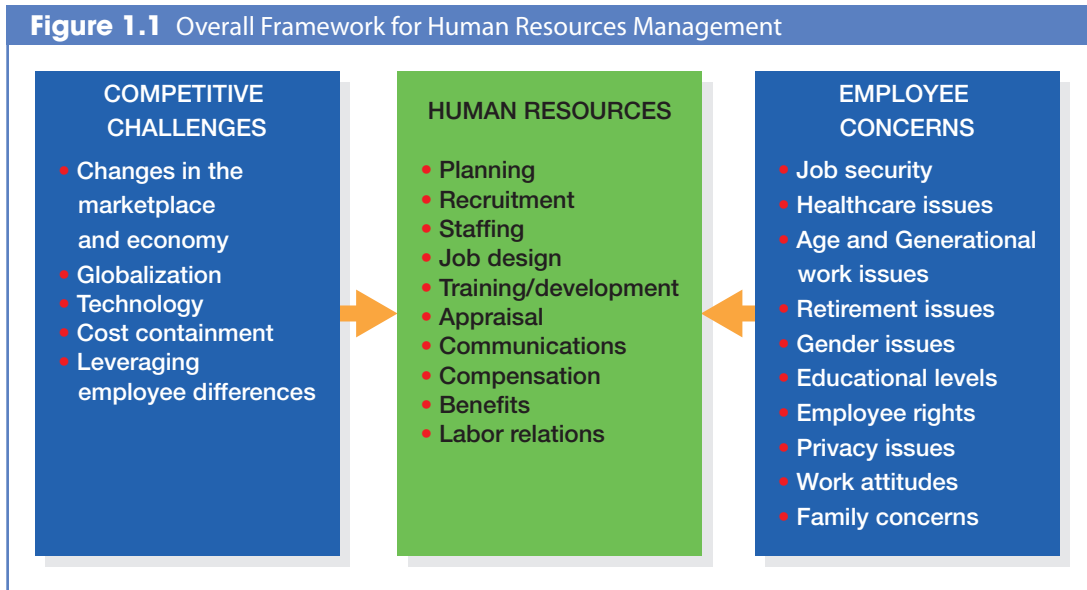 Figure 1.1 Overall Framework for Human Resources Management
COMPETITIVE
CHALLENGES
• Changes in the
marketplace
and economy
• Globalization
• Technology
• Cost containment
• Leveraging
employee differences
HUMAN RESOURCES
• Planning
• Recruitment
• Staffing
• Job design
• Training/development
• Appraisal
• Communications
• Compensation
• Benefits
• Labor relations
EMPLOYEE
CONCERNS
• Job security
• Healthcare issues
• Age and Generational
work issues
• Retirement issues
• Gender issues
• Educational levels
• Employee rights
• Privacy issues
• Work attitudes
• Family concerns